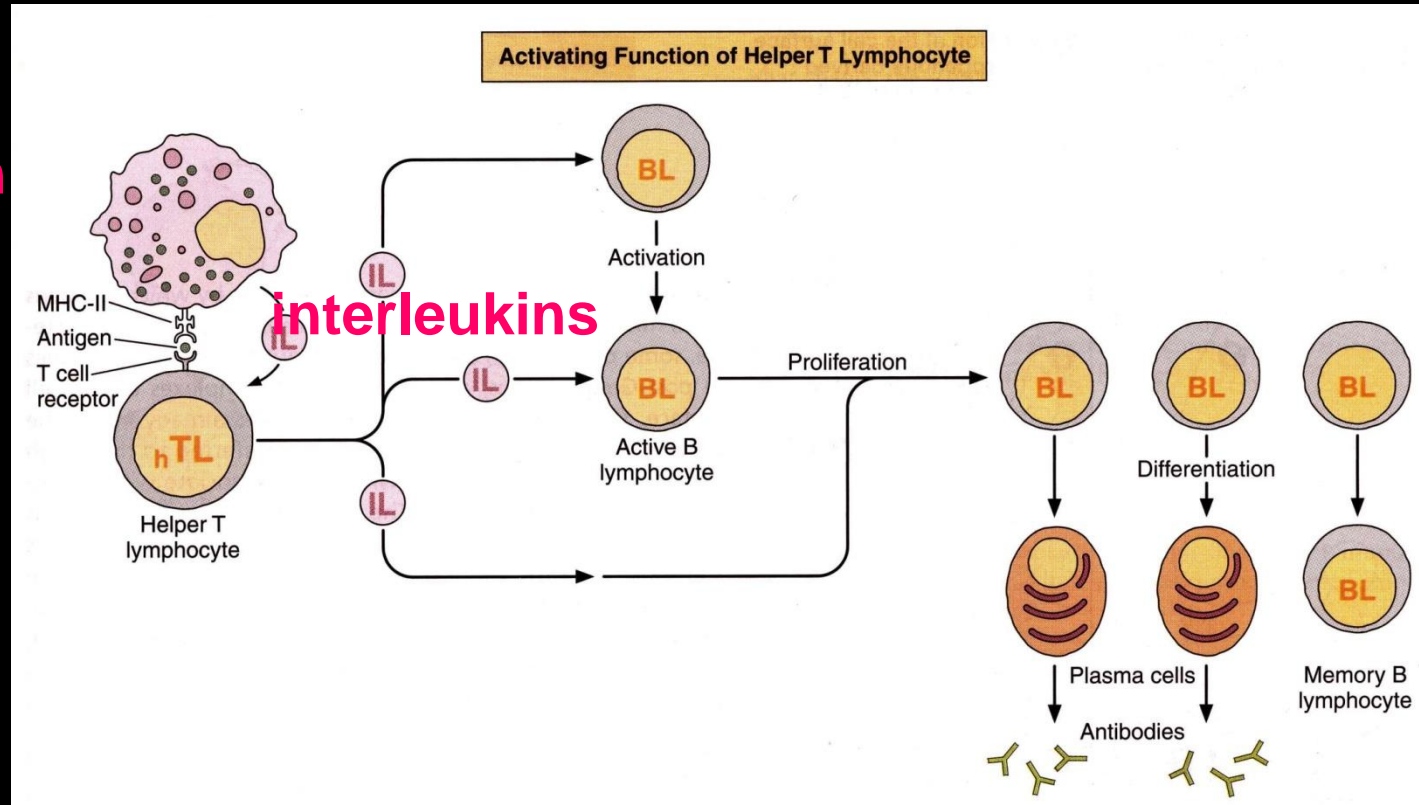 Activating Function of Helper T Lymphocyte
BL
Activation
IL
interleukins
MHC-II
Antigen
T cell
receptor
IL
IL
BL
Proliferation
BL
BL
BL
Active B
lymphocyte
hTL
IL
Differentiation
Helper T
lymphocyte
BL
Plasma cells
Memory B
lymphocyte
Antibodies